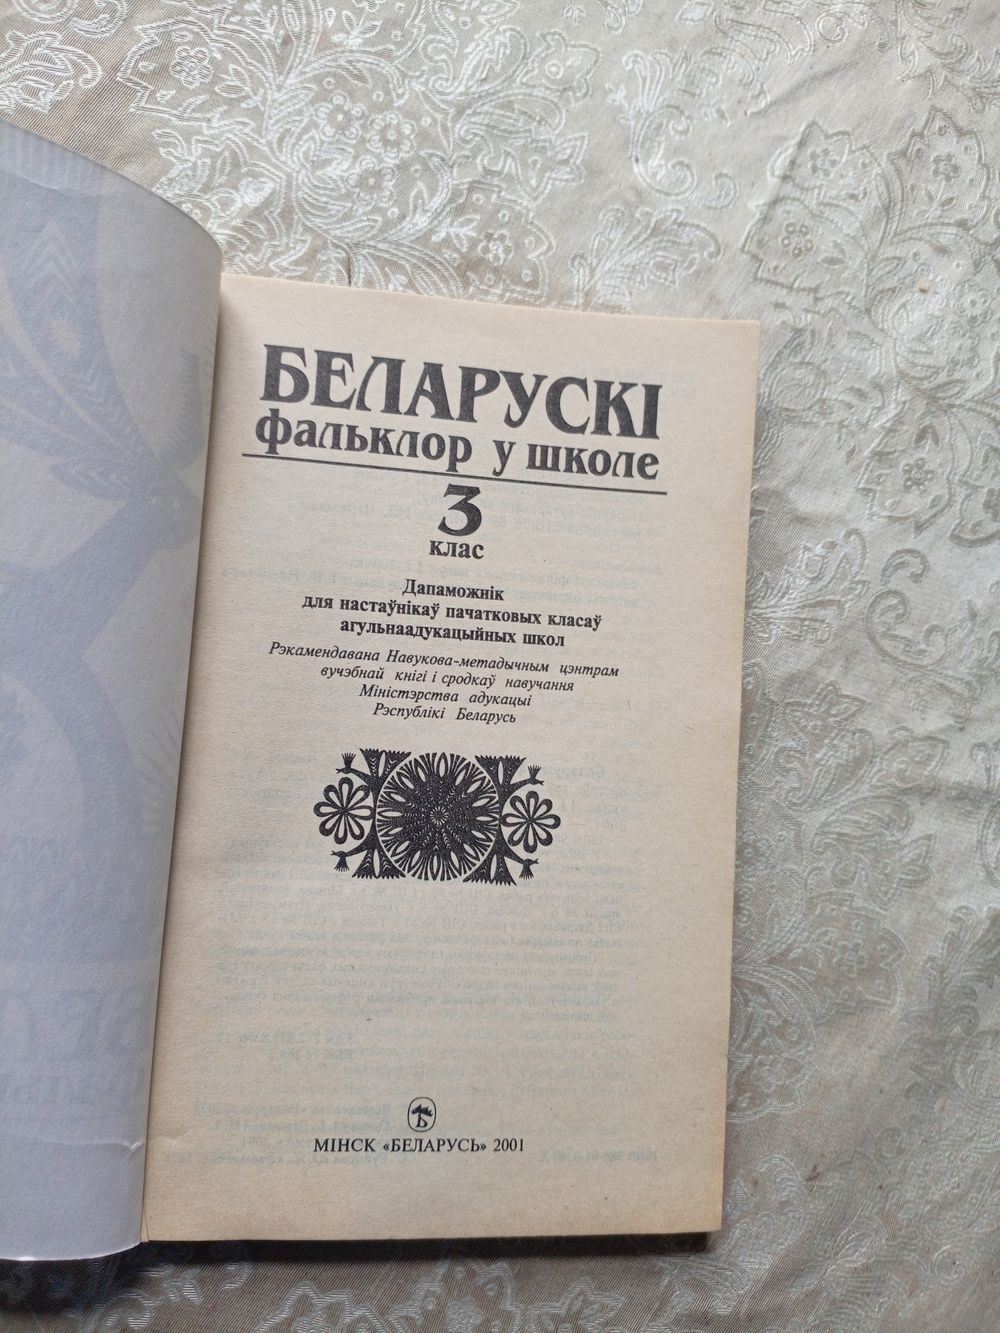 БЕЛАРУСКІ
фальклор у школе
3
клас
Дапаможнік
для настаўнікаў пачатковых класаў
агульнаадукацыйных школ
Рэкамендавана Навукова-метадычным цэнтрам
вучэбнай кнігі і сродкаў навучання
Міністэрства адукацыі
Рэспублікі Беларусь
Б
МІНСК «БЕЛАРУСЬ» 2001